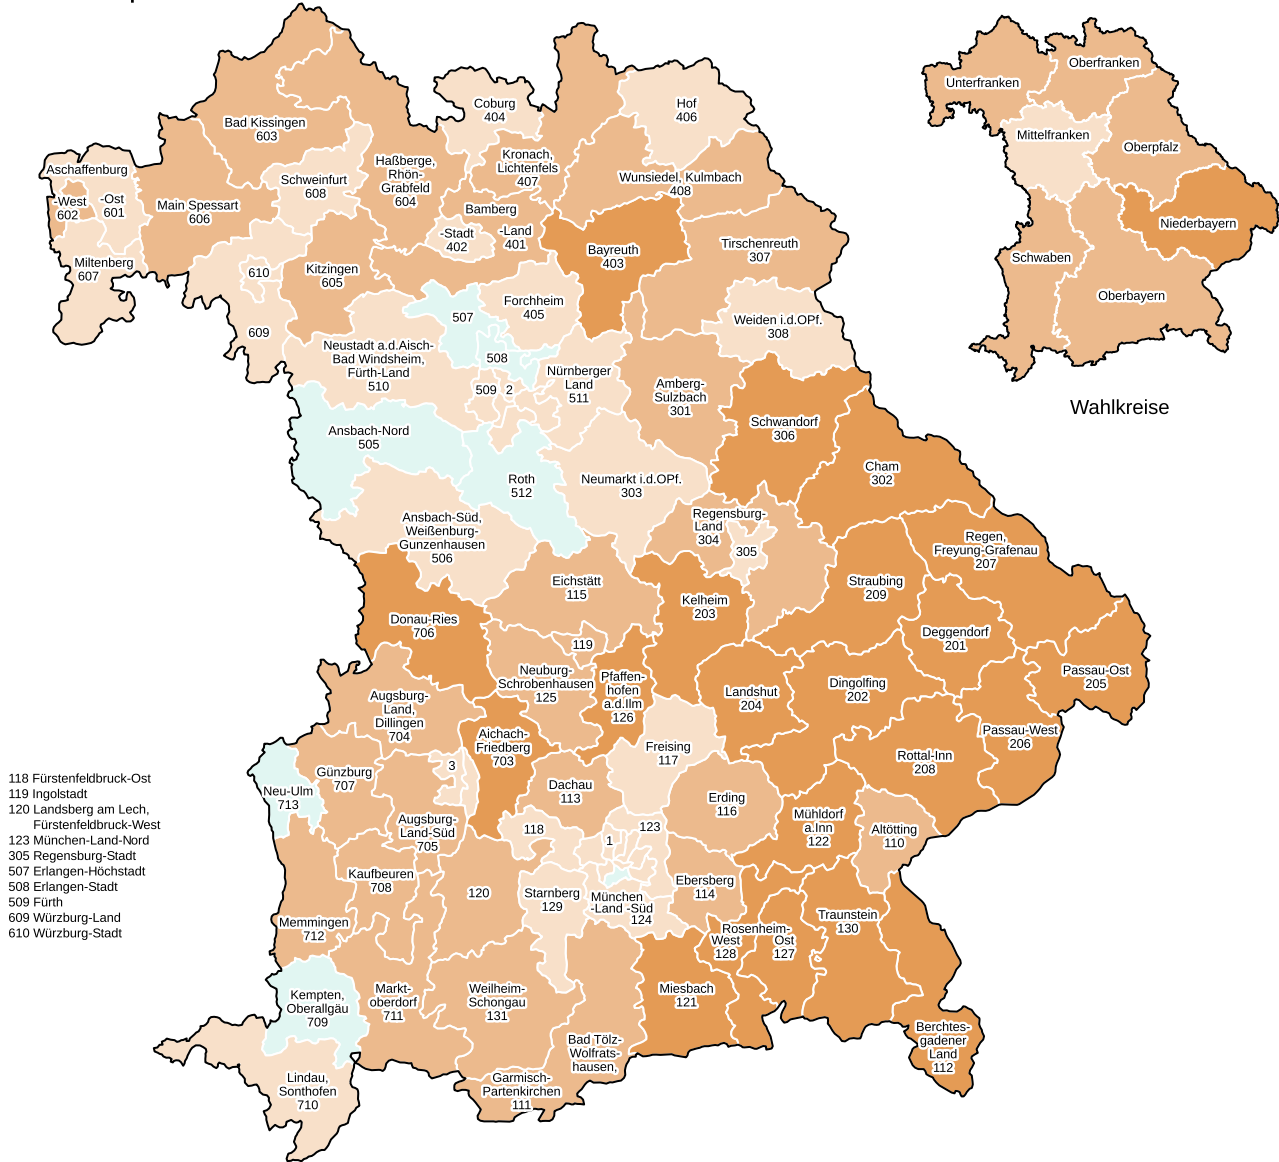 Coburg
404
Hof
406
Bad Kissingen
603
Aschaffenburg
-West
602
-Ost
601
Schweinfurt
608
Haßberge,
Rhön-
Grabfeld
604
Kronach,
Lichtenfels
407
Wunsiedel, Kulmbach
408
Main Spessart
606
Bamberg
-Stadt
402
-Land
401
Bayreuth
403
Tirschenreuth
307
Miltenberg
607
610
Kitzingen
605
609
507
Forchheim
405
Weiden i.d.OPf.
308
Neustadt a.d.Aisch-
Bad Windsheim,
Fürth-Land
510
508
509
2
Nürnberger
Land
511
Amberg-
Sulzbach
301
Schwandorf
306
Ansbach-Nord
505
Roth
512
Neumarkt i.d.OPf.
303
Cham
302
Ansbach-Süd,
Weißenburg-
Gunzenhausen
506
Regensburg-
Land
304
305
Regen,
Freyung-Grafenau
207
Eichstätt
115
Kelheim
203
Straubing
209
Donau-Ries
706
119
Deggendorf
201
Neuburg-
Schrobenhausen
125
Pfaffen-
hofen
a.d.Ilm
126
Landshut
204
Dingolfing
202
Passau-Ost
205
Augsburg-
Land,
Dillingen
704
Aichach-
Friedberg
703
Freising
117
Passau-West
206
Rottal-Inn
208
Günzburg
707
3
Neu-Ulm
713
Dachau
113
Erding
116
Augsburg-
Land-Süd
705
118
1
123
Mühldorf
a.Inn
122
Altötting
110
Kaufbeuren
708
120
Starnberg
129
München
-Land -Süd
124
Ebersberg
114
Memmingen
712
Rosenheim-
West
128
Ost
127
Traunstein
130
Kempten,
Oberallgäu
709
Markt-
oberdorf
711
Weilheim-
Schongau
131
Miesbach
121
Bad Tölz-
Wolfrats-
hausen,
Garmisch-
Partenkirchen
111
Berchtes-
gadener
Land
112
Lindau,
Sonthofen
710
118 Fürstenfeldbruck-Ost
119 Ingolstadt
120 Landsberg am Lech,
Fürstenfeldbruck-West
123 München-Land-Nord
305 Regensburg-Stadt
507 Erlangen-Höchstadt
508 Erlangen-Stadt
509 Fürth
609 Würzburg-Land
610 Würzburg-Stadt
Unterfranken
Oberfranken
Mittelfranken
Oberpfalz
Niederbayern
Schwaben
Oberbayern
Wahlkreise